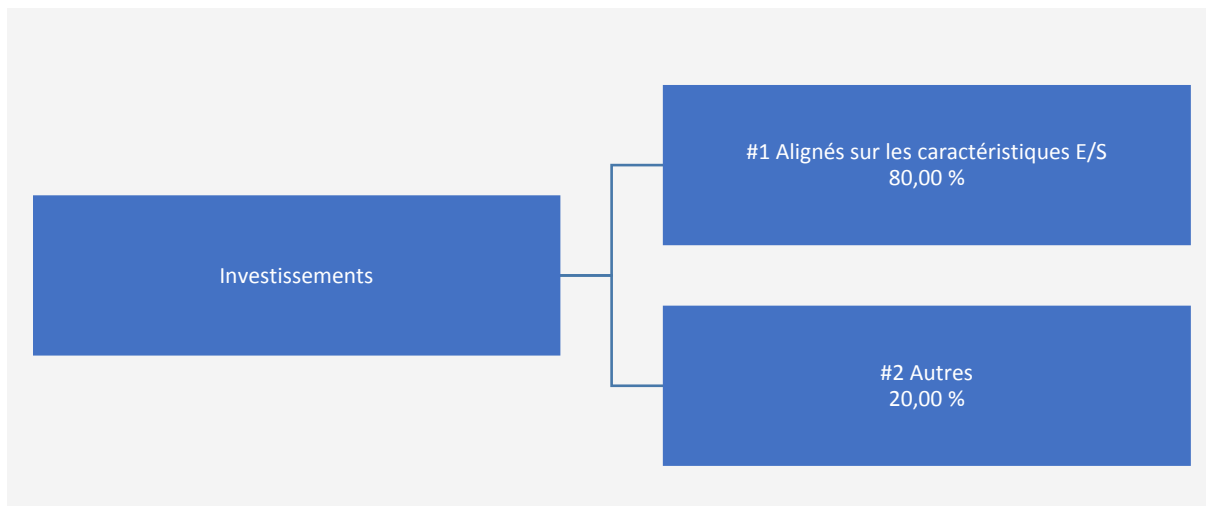 #1 Alignés sur les caractéristiques E/S
80,00 %
Investissements
#2 Autres
20,00 %